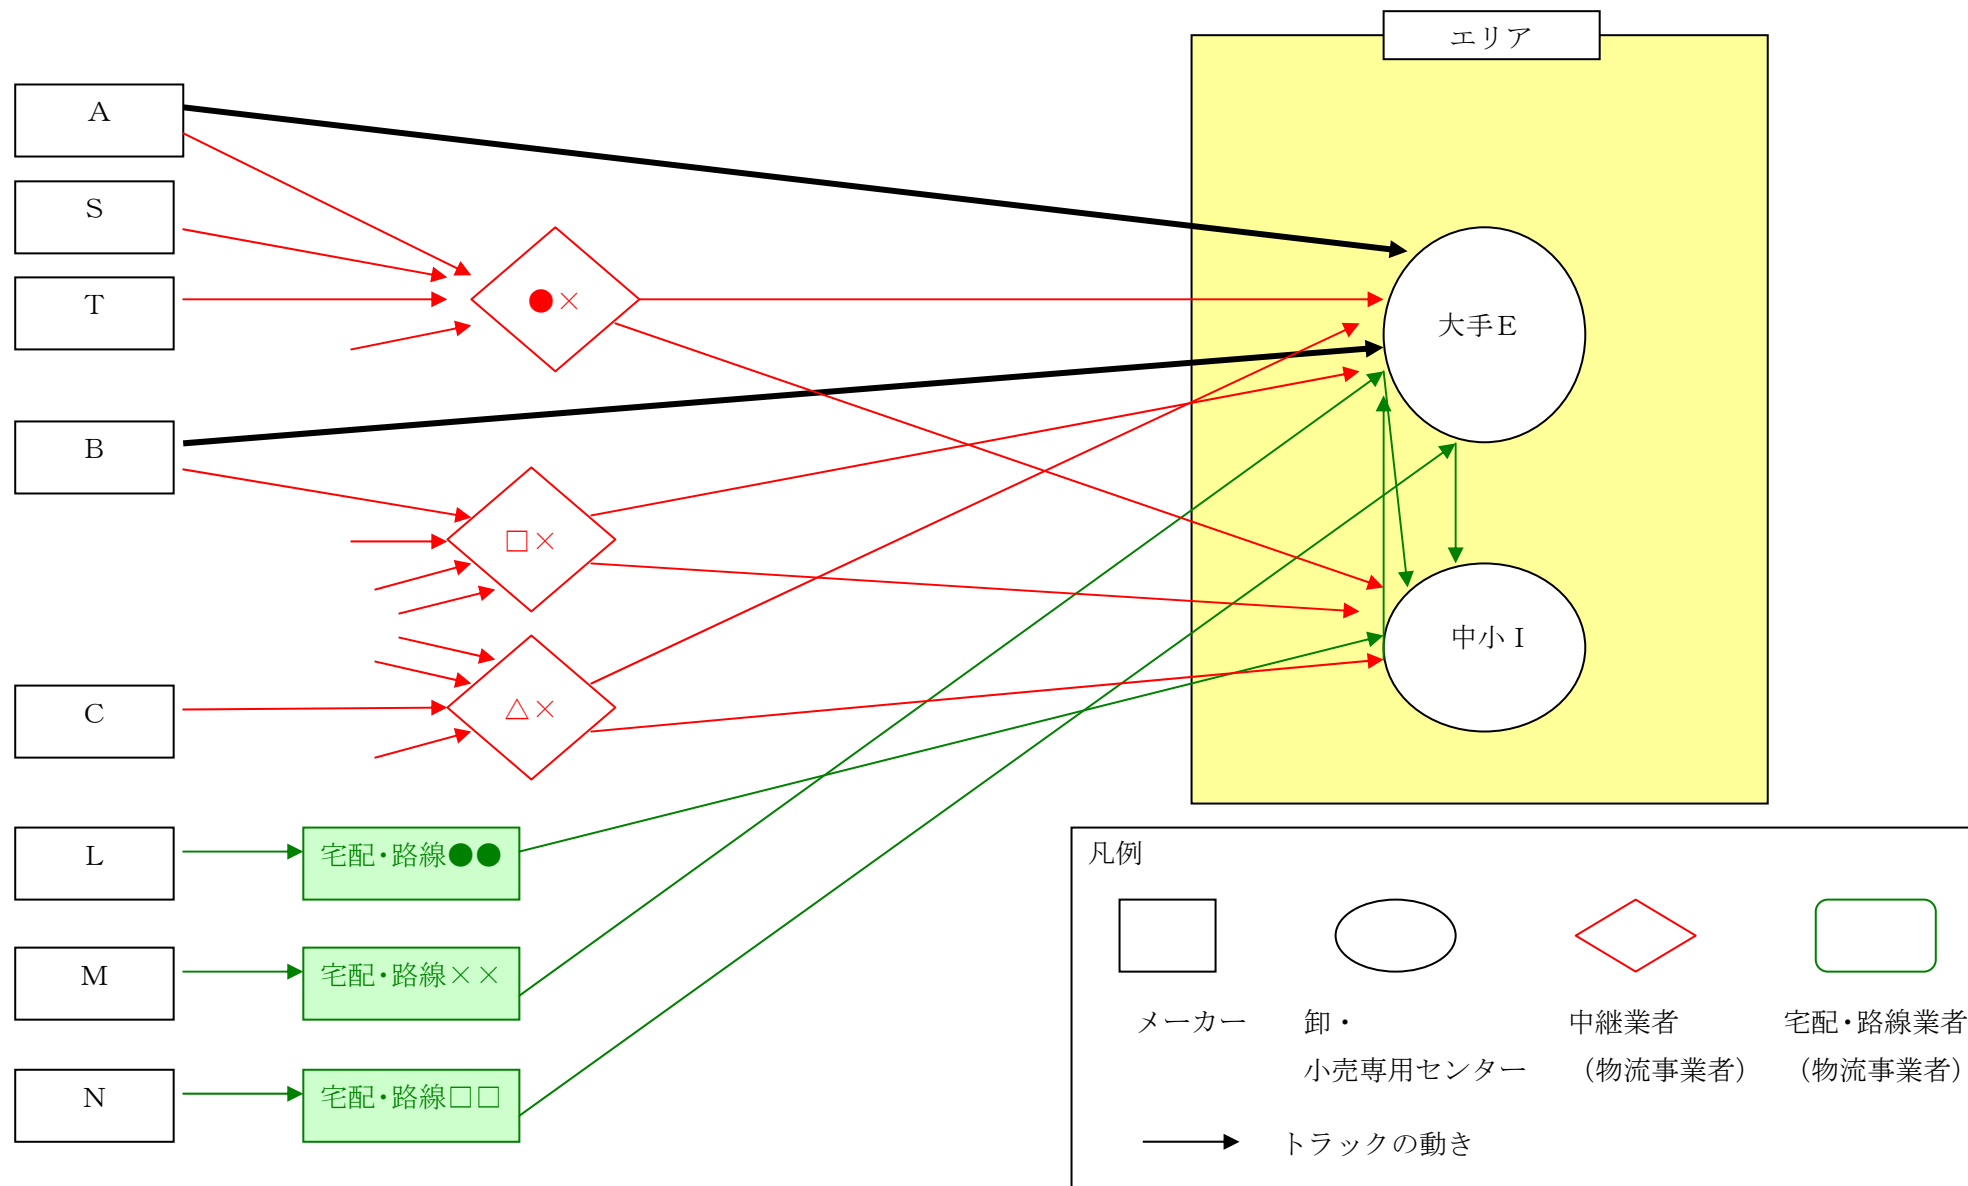 エリア
A
S
T
●×
大手E
B
□×
中小I
△×
C
L
宅配・路線●●
M
宅配・路線××
N
宅配・路線□□
凡例
メーカー
卸・
小売専用センター
中継業者
（物流事業者）
宅配・路線業者
（物流事業者）
トラックの動き